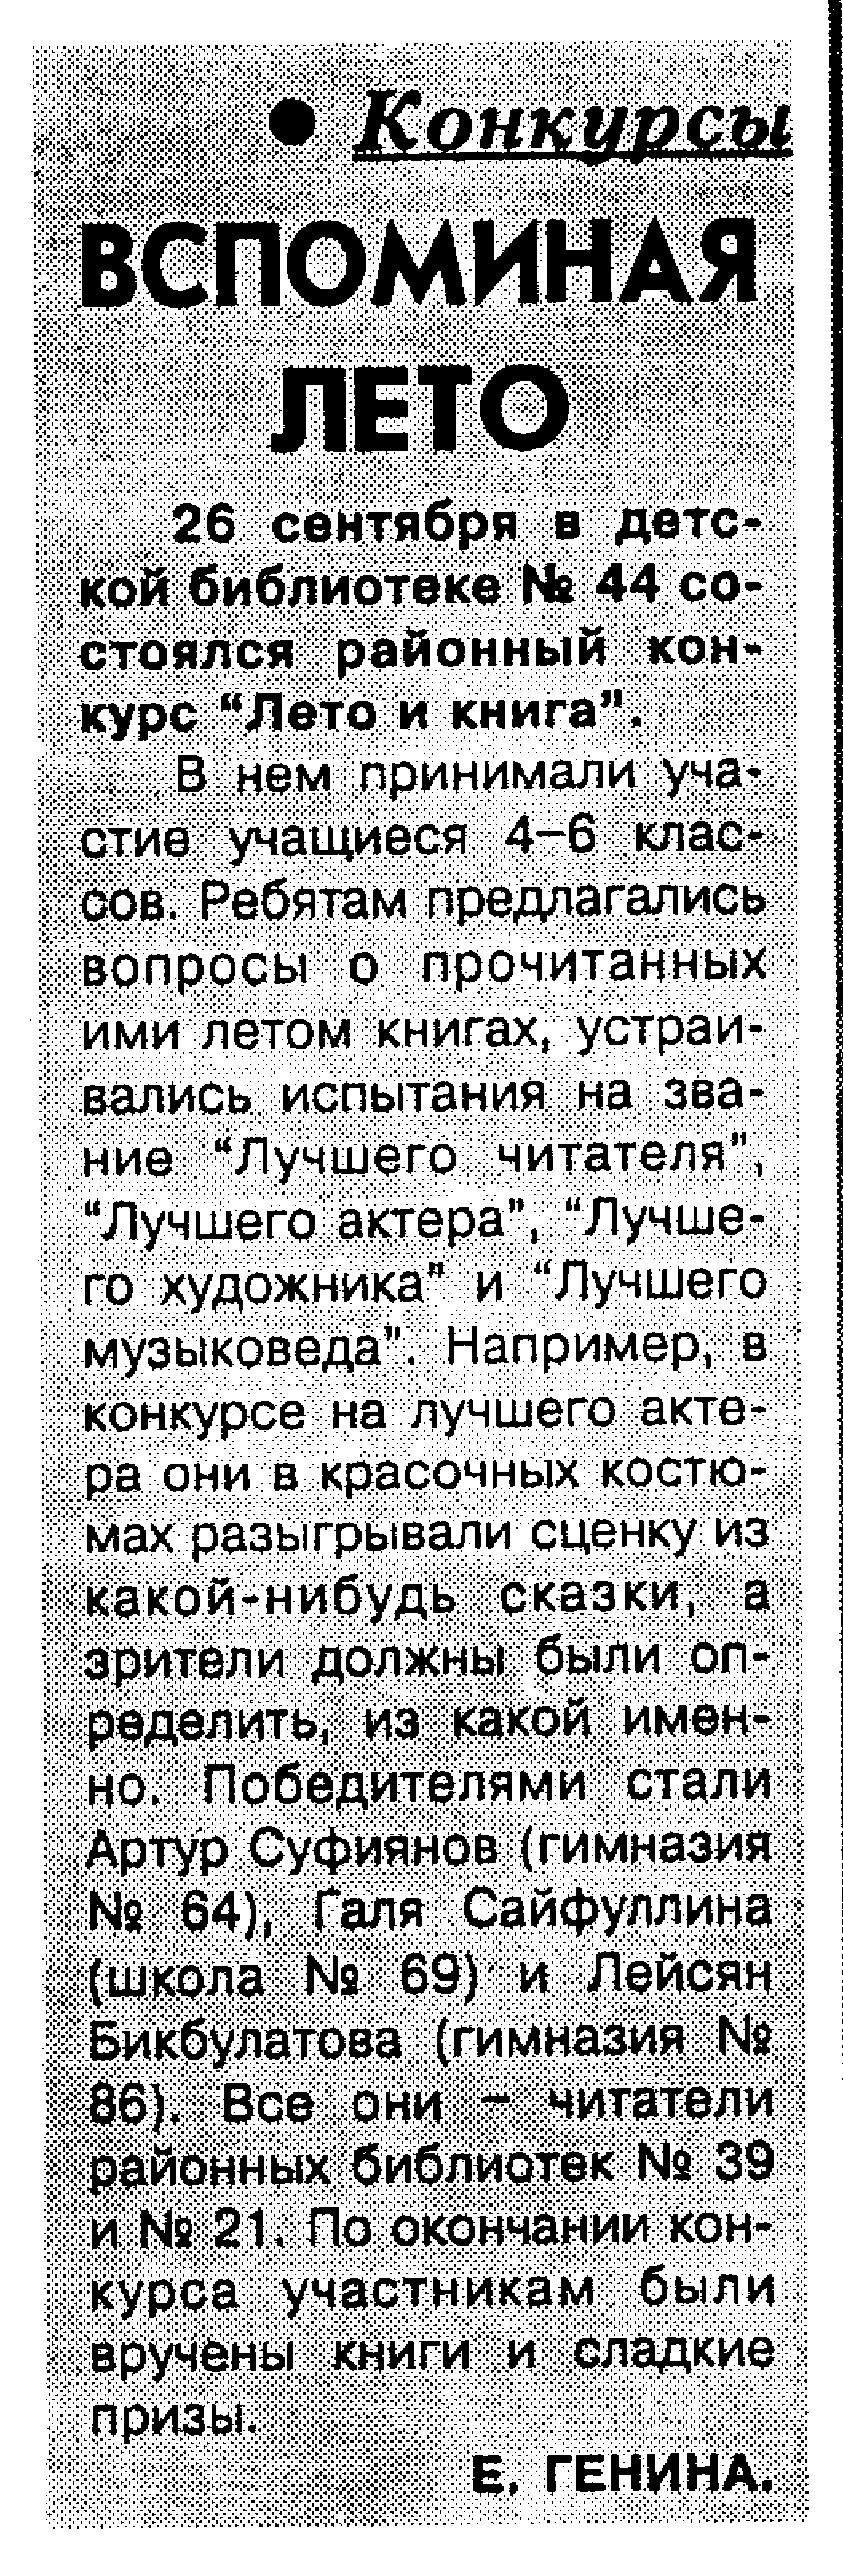 • Конкурсы
ВСПОМИНАЯ
ЛЕТО
26 сентября в детс-
кой библиотеке № 44 со-
стоялся районный кон-
курс “Лето и книга”.
В нем принимали уча-
стие учащиеся 4–6 клас-
сов. Ребятам предлагались
вопросы о прочитанных
ими летом книгах, устраи-
вались испытания на зва-
ние “Лучшего читателя”,
“Лучшего актера”, “Лучше-
го художника” и “Лучшего
музыковеда”. Например, в
конкурсе на лучшего акте-
ра они в красочных костю-
мах разыгрывали сценку из
какой-нибудь сказки, а
зрители должны были оп-
ределить, из какой имен-
но. Победителями стали
Артур Суфиянов (гимназия
№ 64), Галя Сайфуллина
(школа № 69) и Лейсян
Бикбулатова (гимназия №
86). Все они – читатели
районных библиотек № 39
и № 21. По окончании кон-
курса участникам были
вручены книги и сладкие
призы.
Е. ГЕНИНА.